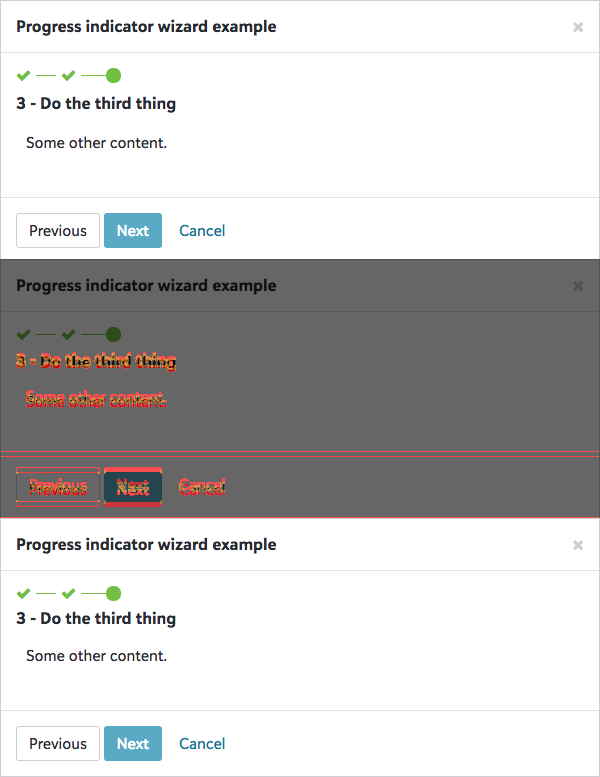 Progress indicator wizard example
3 - Do the third thing
Some other content.
Previous Next Cancel
Progress indicator wizard example
3 - Do the third thing
Some other content.
Previous Next Cancel
Progress indicator wizard example
3 - Do the third thing
Some other content.
Previous Next Cancel